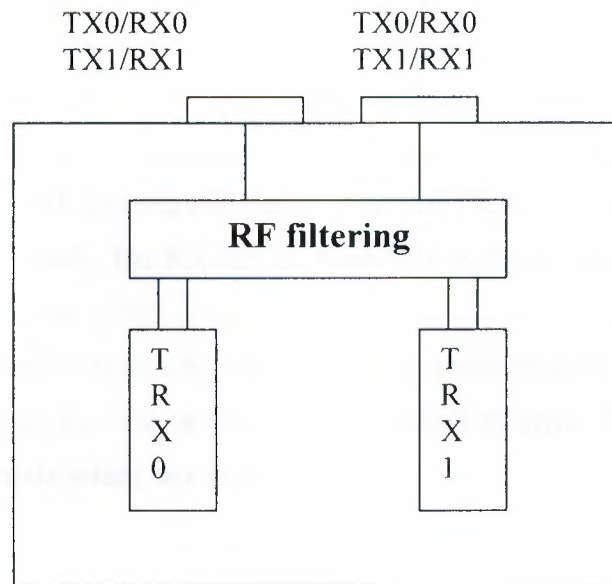 TX0/RX0
TX1/RX1
TX0/RX0
TX1/RX1
RF filtering
T
R
X
0
T
R
X
1